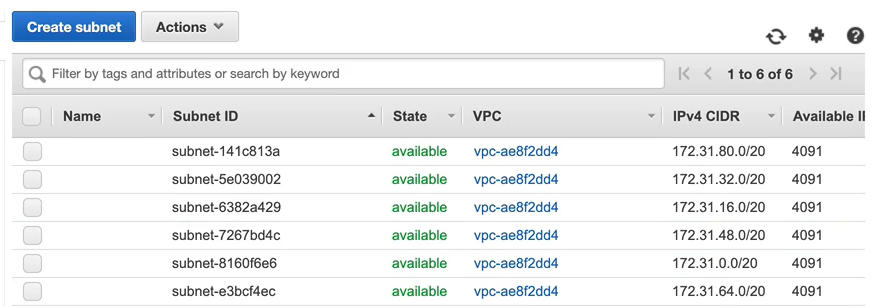 Create subnet Actions
Filter by tags and attributes or search by keyword 1 to 6 of 6
Name Subnet ID State VPC IPv4 CIDR Available I
subnet-141c813a available vpc-ae8f2dd4 172.31.80.0/20 4091
subnet-5e039002 available vpc-ae8f2dd4 172.31.32.0/20 4091
subnet-6382a429 available vpc-ae8f2dd4 172.31.16.0/20 4091
subnet-7267bd4c available vpc-ae8f2dd4 172.31.48.0/20 4091
subnet-8160f6e6 available vpc-ae8f2dd4 172.31.0.0/20 4091
subnet-e3bcf4ec available vpc-ae8f2dd4 172.31.64.0/20 4091